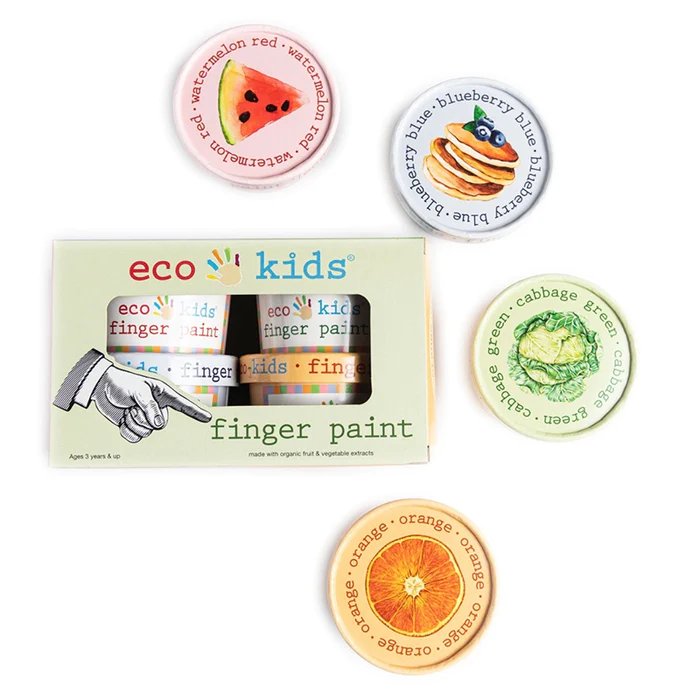 watermelon red · watermelon red · watermelon red ·
blueberry blue · blueberry blue · blueberry blue ·
eco kids®
eco kids®
finger paint
eco kids
finger paint
kids · finger
o-kids · finge
cabbage green · cabbage green · cabbage green ·
finger paint
Ages 3 years & up
made with organic fruit & vegetable extracts
orange · orange · orange · orange · orange · orange ·